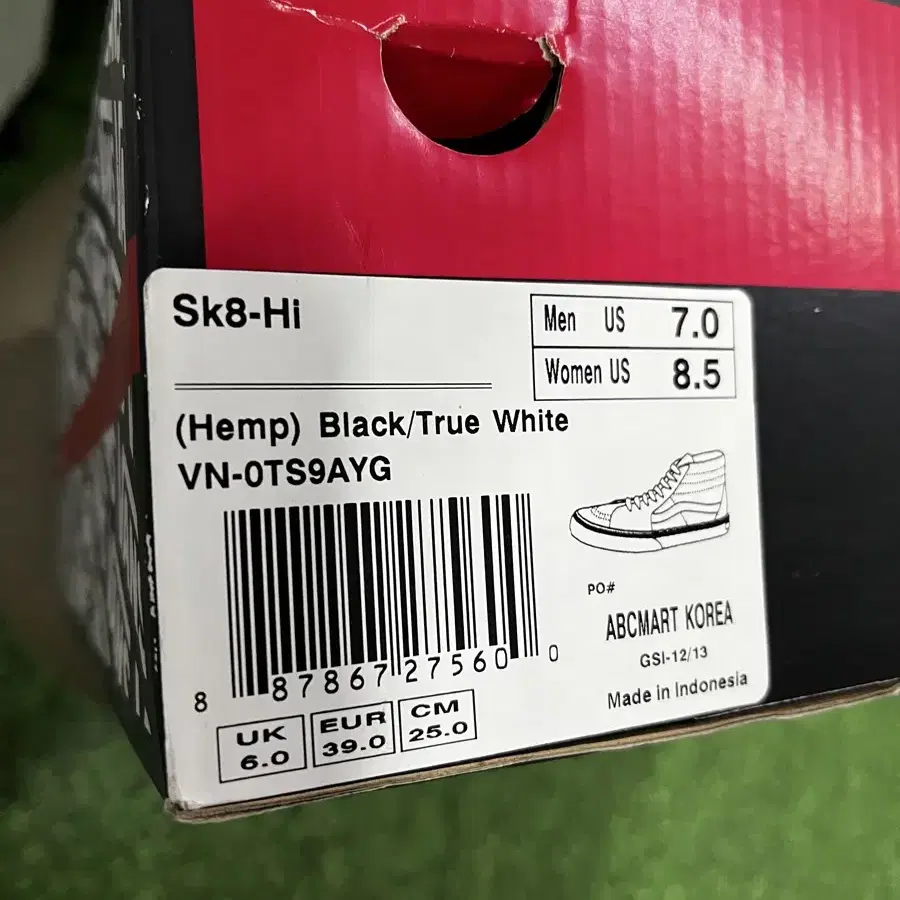 Sk8-Hi
Men US 7.0
Women US 8.5
(Hemp) Black/True White
VN-0TS9AYG
8 87867 27560 0
PO#
ABCMART KOREA
GSI-12/13
Made in Indonesia
UK 6.0
EUR 39.0
CM 25.0